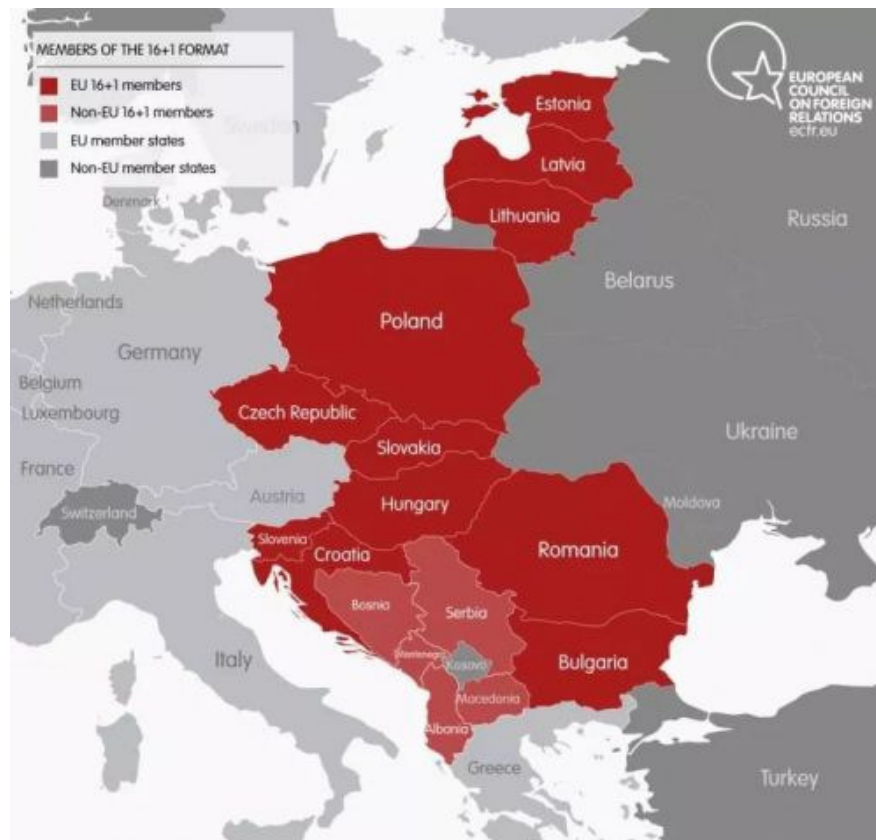 MEMBERS OF THE 16+1 FORMAT
EU 16+1 members
Non-EU 16+1 members
EU member states
Non-EU member states
EUROPEAN
COUNCIL
ON FOREIGN
RELATIONS
ecfr.eu
Sweden
Estonia
Latvia
Denmark
Lithuania
Russia
Belarus
Netherlands
Poland
Germany
Belgium
Luxembourg
Czech Republic
Ukraine
Slovakia
France
Austria
Hungary
Moldova
Switzerland
Slovenia
Croatia
Romania
Bosnia
Serbia
Italy
Montenegro
Kosovo
Bulgaria
Macedonia
Albania
Greece
Turkey